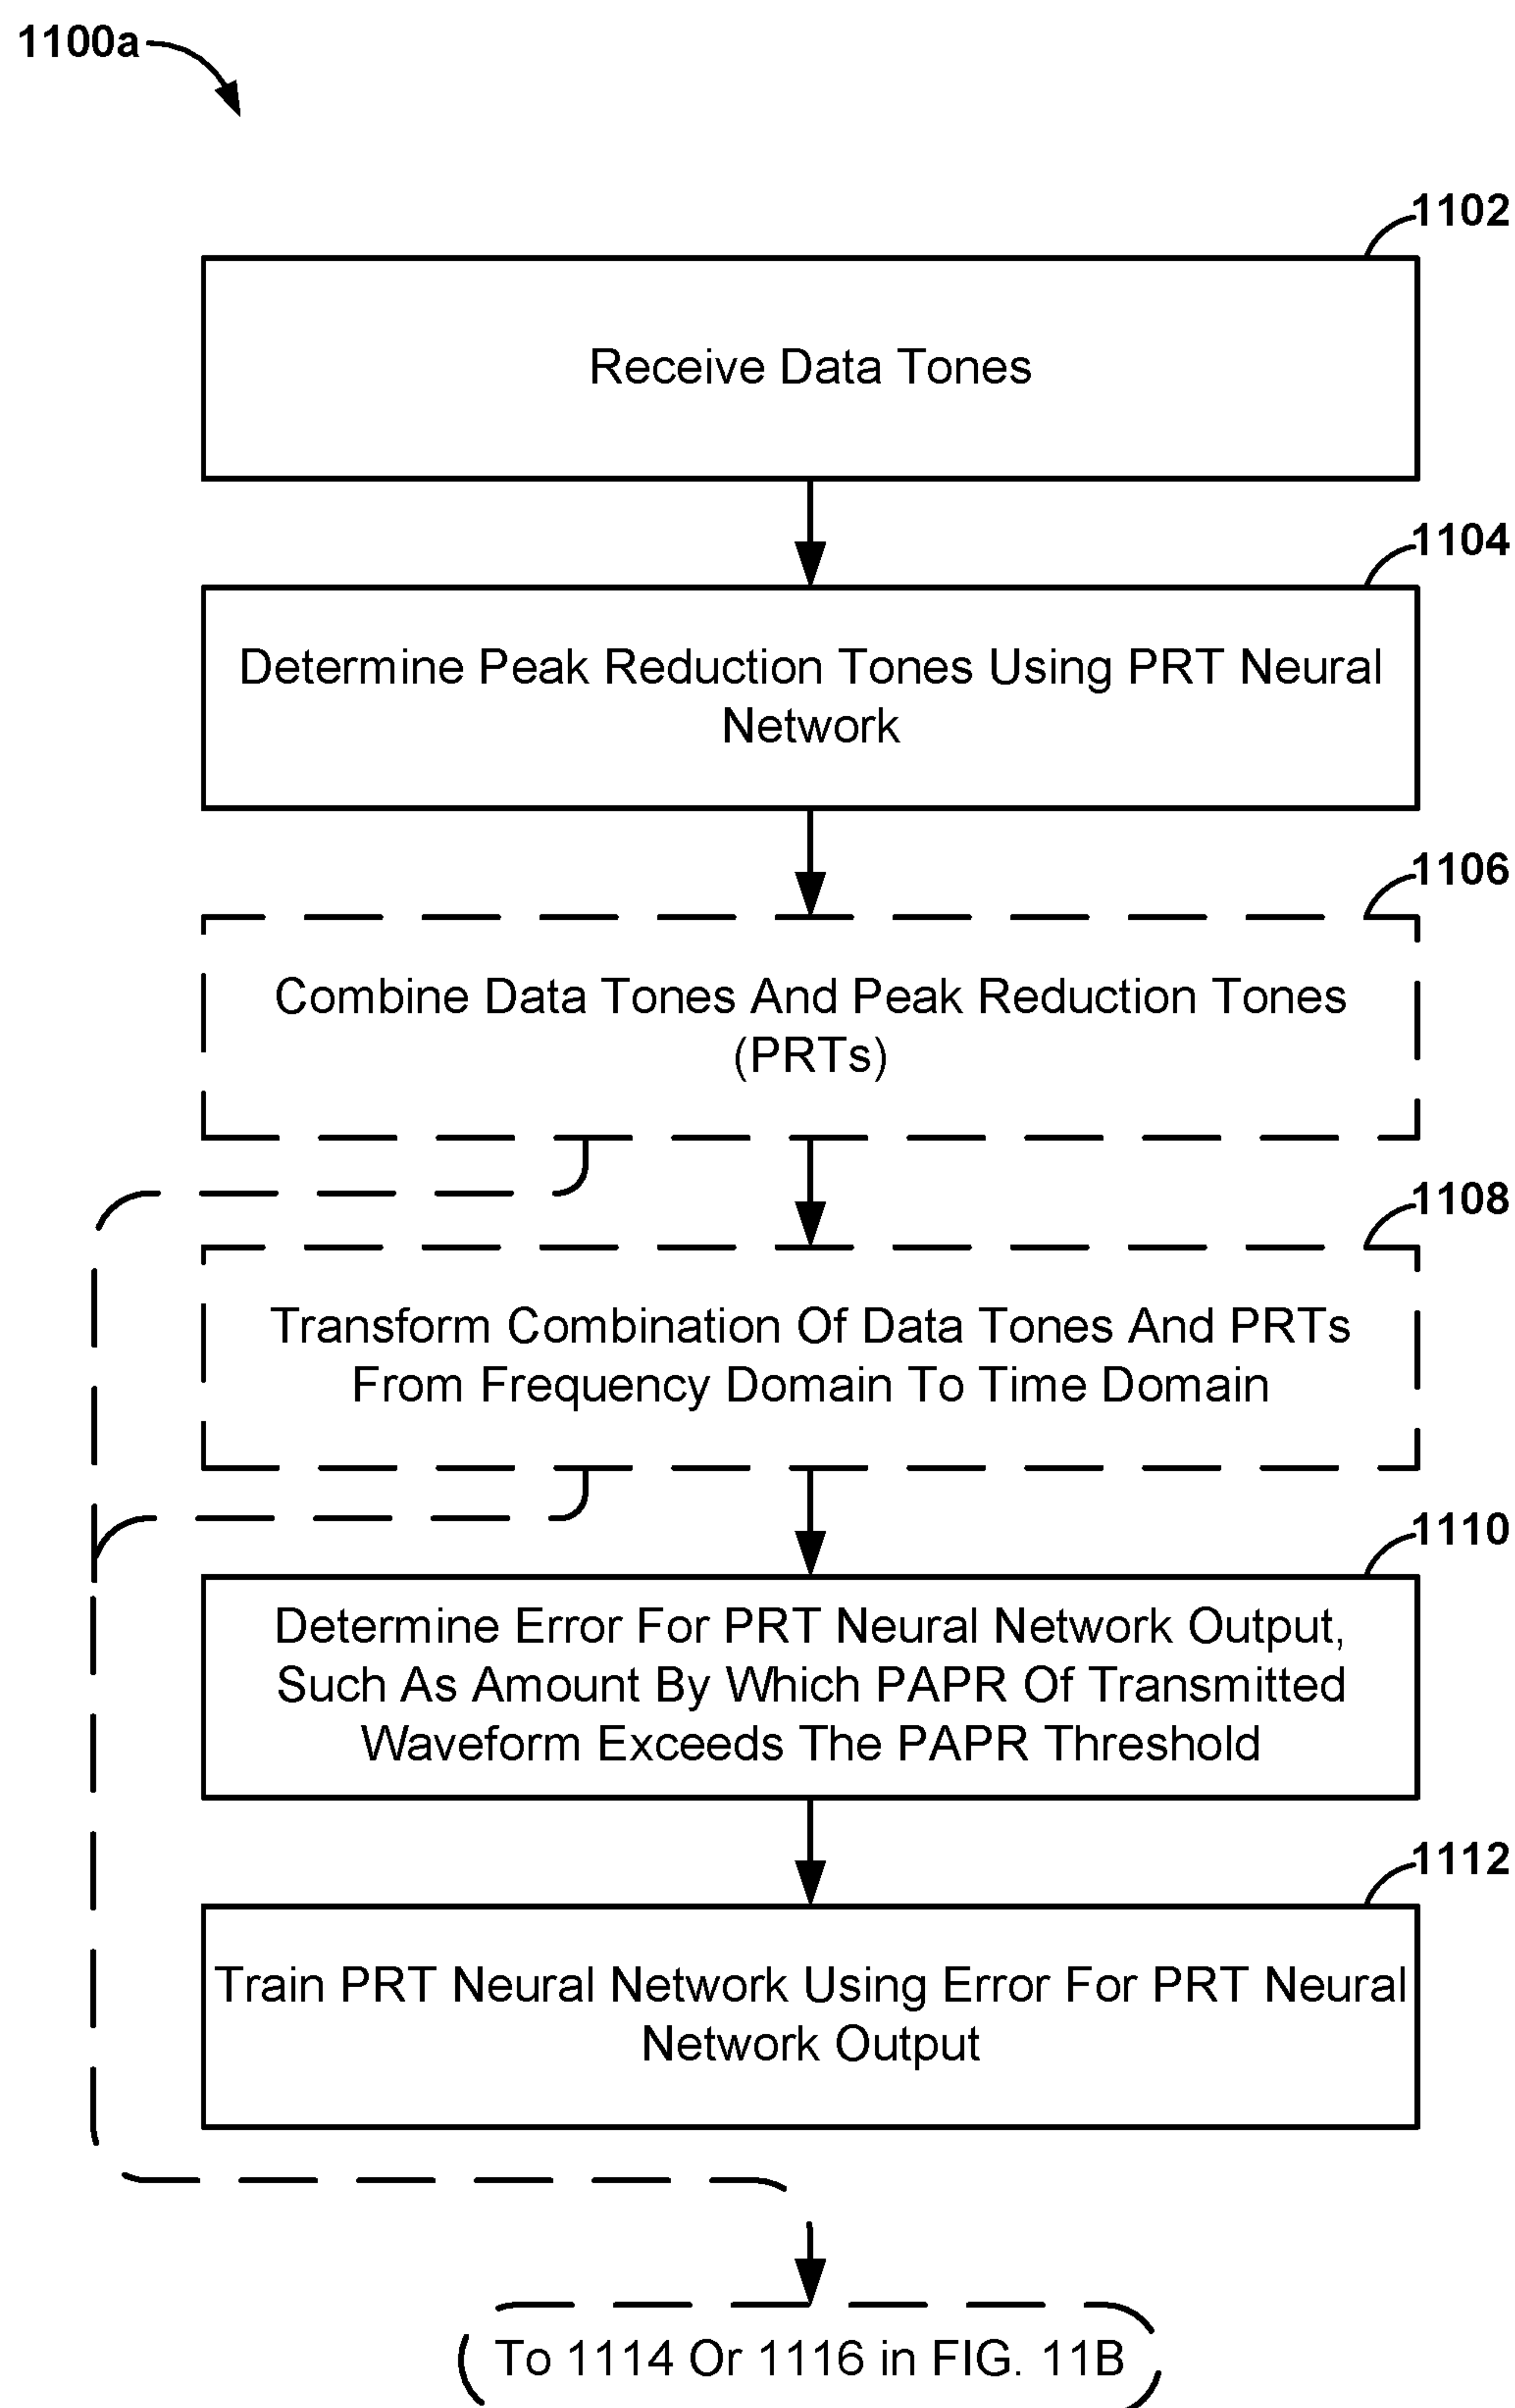 1100a
1102
Receive Data Tones
1104
Determine Peak Reduction Tones Using PRT Neural
Network
1106
Combine Data Tones And Peak Reduction Tones
(PRTs)
1108
Transform Combination Of Data Tones And PRTs
From Frequency Domain To Time Domain
1110
Determine Error For PRT Neural Network Output,
Such As Amount By Which PAPR Of Transmitted
Waveform Exceeds The PAPR Threshold
1112
Train PRT Neural Network Using Error For PRT Neural
Network Output
To 1114 Or 1116 in FIG. 11B